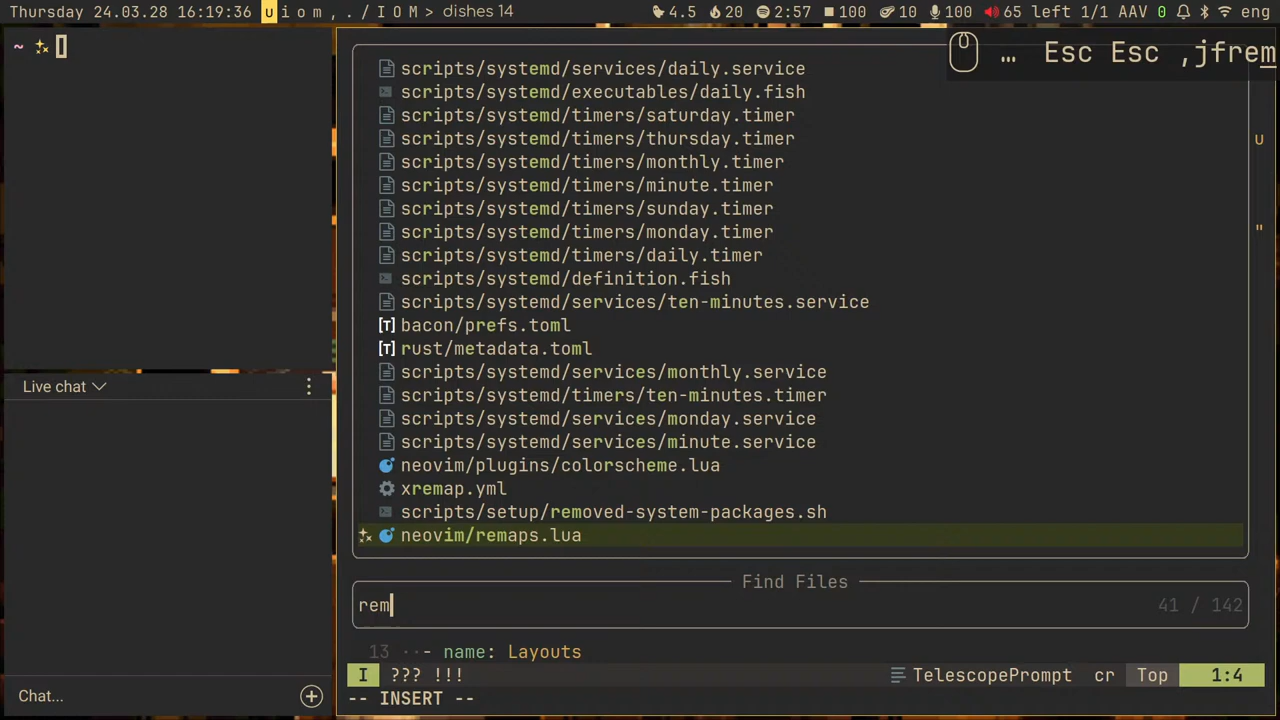 Thursday 24.03.28 16:19:36 u i o m , . / I O M > dishes 14 4.5 20 2:57 100 10 100 65 left 1/1 AAV 0 eng
… Esc Esc ,jfrem
~
scripts/systemd/services/daily.service
scripts/systemd/executables/daily.fish
scripts/systemd/timers/saturday.timer
scripts/systemd/timers/thursday.timer
scripts/systemd/timers/monthly.timer
scripts/systemd/timers/minute.timer
scripts/systemd/timers/sunday.timer
scripts/systemd/timers/monday.timer
scripts/systemd/timers/daily.timer
scripts/systemd/definition.fish
scripts/systemd/services/ten-minutes.service
[T] bacon/prefs.toml
[T] rust/metadata.toml
scripts/systemd/services/monthly.service
scripts/systemd/timers/ten-minutes.timer
scripts/systemd/services/monday.service
scripts/systemd/services/minute.service
neovim/plugins/colorscheme.lua
xremap.yml
scripts/setup/removed-system-packages.sh
neovim/remaps.lua
u
"
Find Files
rem 41 / 142
13 ··- name: Layouts
I ??? !!! TelescopePrompt cr Top 1:4
-- INSERT --
Live chat
Chat...